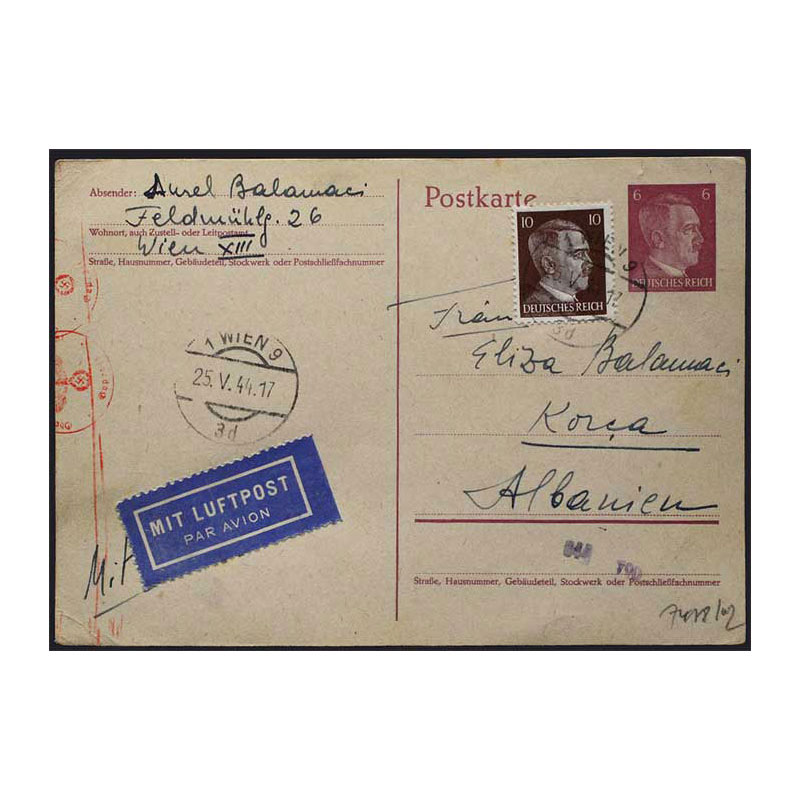 Absender: Aurel Balamaci
Feldmühlg. 26
Wohnort, auch Zustell- oder Leitpostamt
Wien XIII
Straße, Hausnummer, Gebäudeteil, Stockwerk oder Postschließfachnummer
Postkarte
6 6
DEUTSCHES REICH
10 10
DEUTSCHES REICH
1 WIEN 9
25. V. 44. 17
3d
Eliza Balamaci
Korça
Albanien
MIT LUFTPOST
PAR AVION
Mit
Straße, Hausnummer, Gebäudeteil, Stockwerk oder Postschließfachnummer